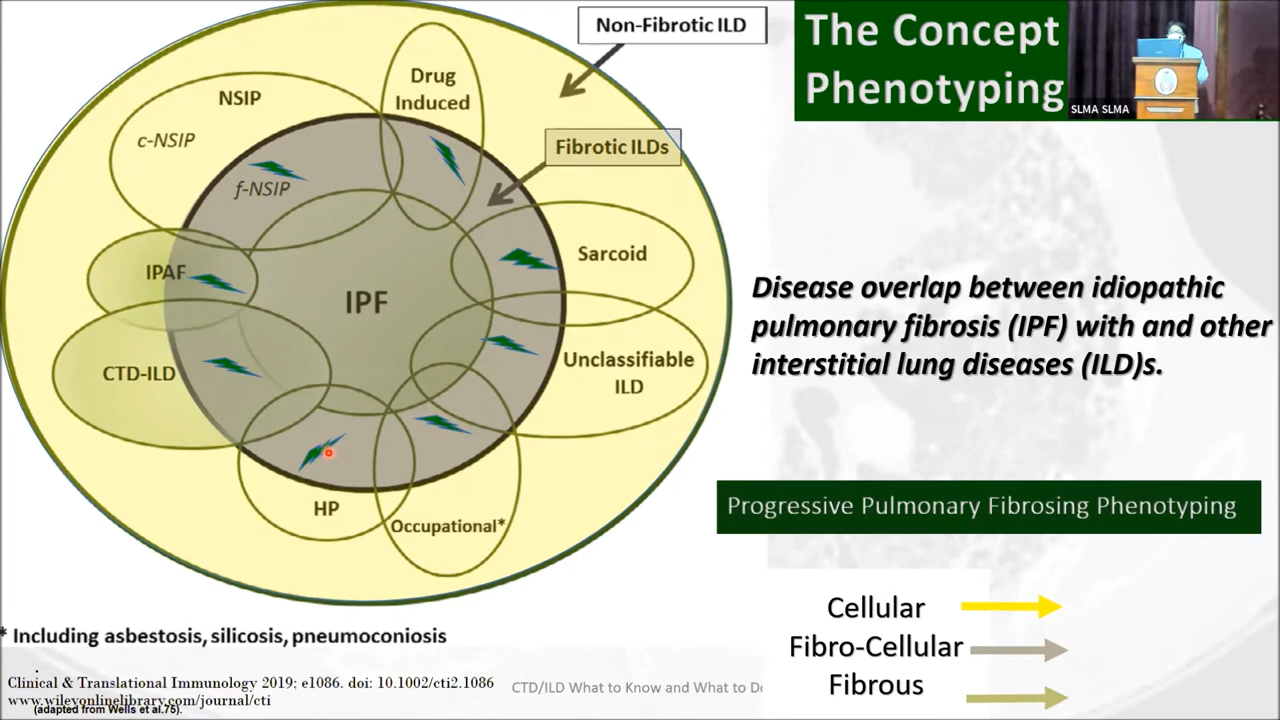 Non-Fibrotic ILD
The Concept
Phenotyping
SLMA SLMA
Drug
Induced
NSIP
c-NSIP
Fibrotic ILDs
f-NSIP
Sarcoid
IPAF
IPF
Disease overlap between idiopathic
pulmonary fibrosis (IPF) with and other
interstitial lung diseases (ILD)s.
Unclassifiable
ILD
CTD-ILD
HP
Occupational*
Progressive Pulmonary Fibrosing Phenotyping
Cellular
Fibro-Cellular
Fibrous
* Including asbestosis, silicosis, pneumoconiosis
Clinical & Translational Immunology 2019; e1086. doi: 10.1002/cti2.1086
www.wileyonlinelibrary.com/journal/cti
(adapted from Wells et al.75).
CTD/ILD What to Know and What to Do